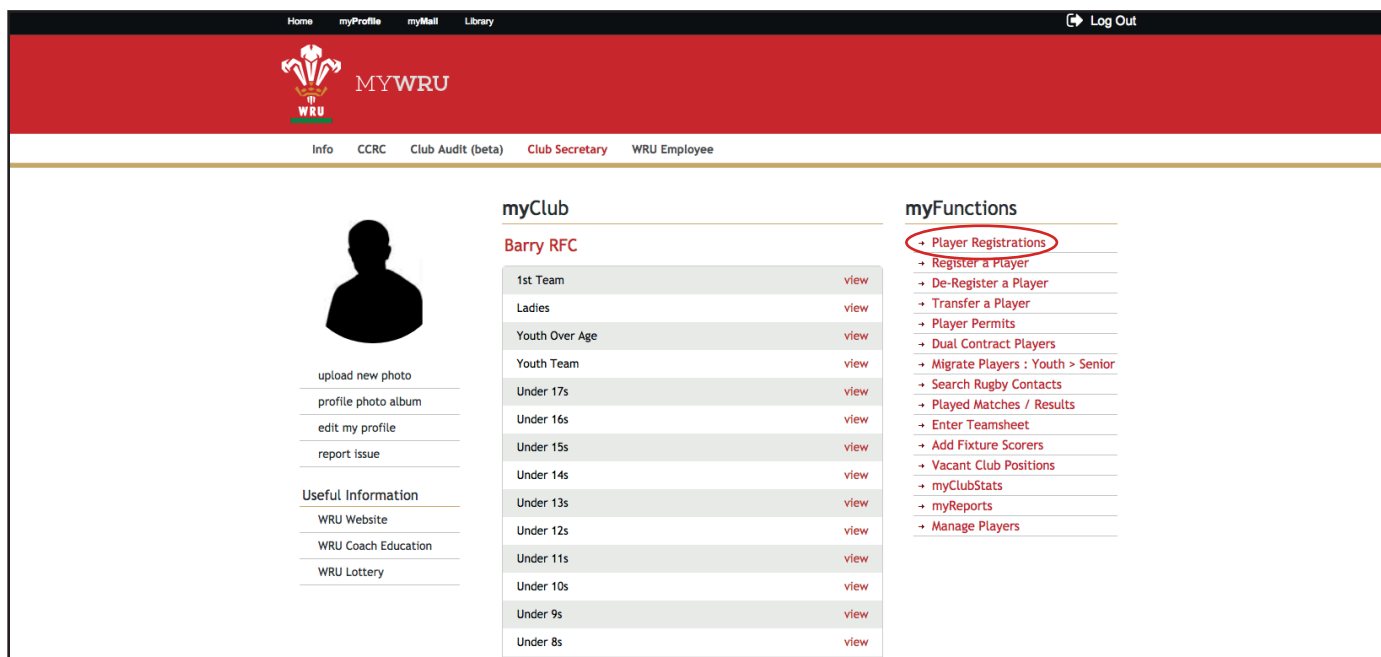 Home myProfile myMail Library Log Out
WRU
MYWRU
Info CCRC Club Audit (beta) Club Secretary WRU Employee
upload new photo
profile photo album
edit my profile
report issue
Useful Information
WRU Website
WRU Coach Education
WRU Lottery
myClub
Barry RFC
1st Team view
Ladies view
Youth Over Age view
Youth Team view
Under 17s view
Under 16s view
Under 15s view
Under 14s view
Under 13s view
Under 12s view
Under 11s view
Under 10s view
Under 9s view
Under 8s view
myFunctions
→ Player Registrations
→ Register a Player
→ De-Register a Player
→ Transfer a Player
→ Player Permits
→ Dual Contract Players
→ Migrate Players : Youth > Senior
→ Search Rugby Contacts
→ Played Matches / Results
→ Enter Teamsheet
→ Add Fixture Scorers
→ Vacant Club Positions
→ myClubStats
→ myReports
→ Manage Players